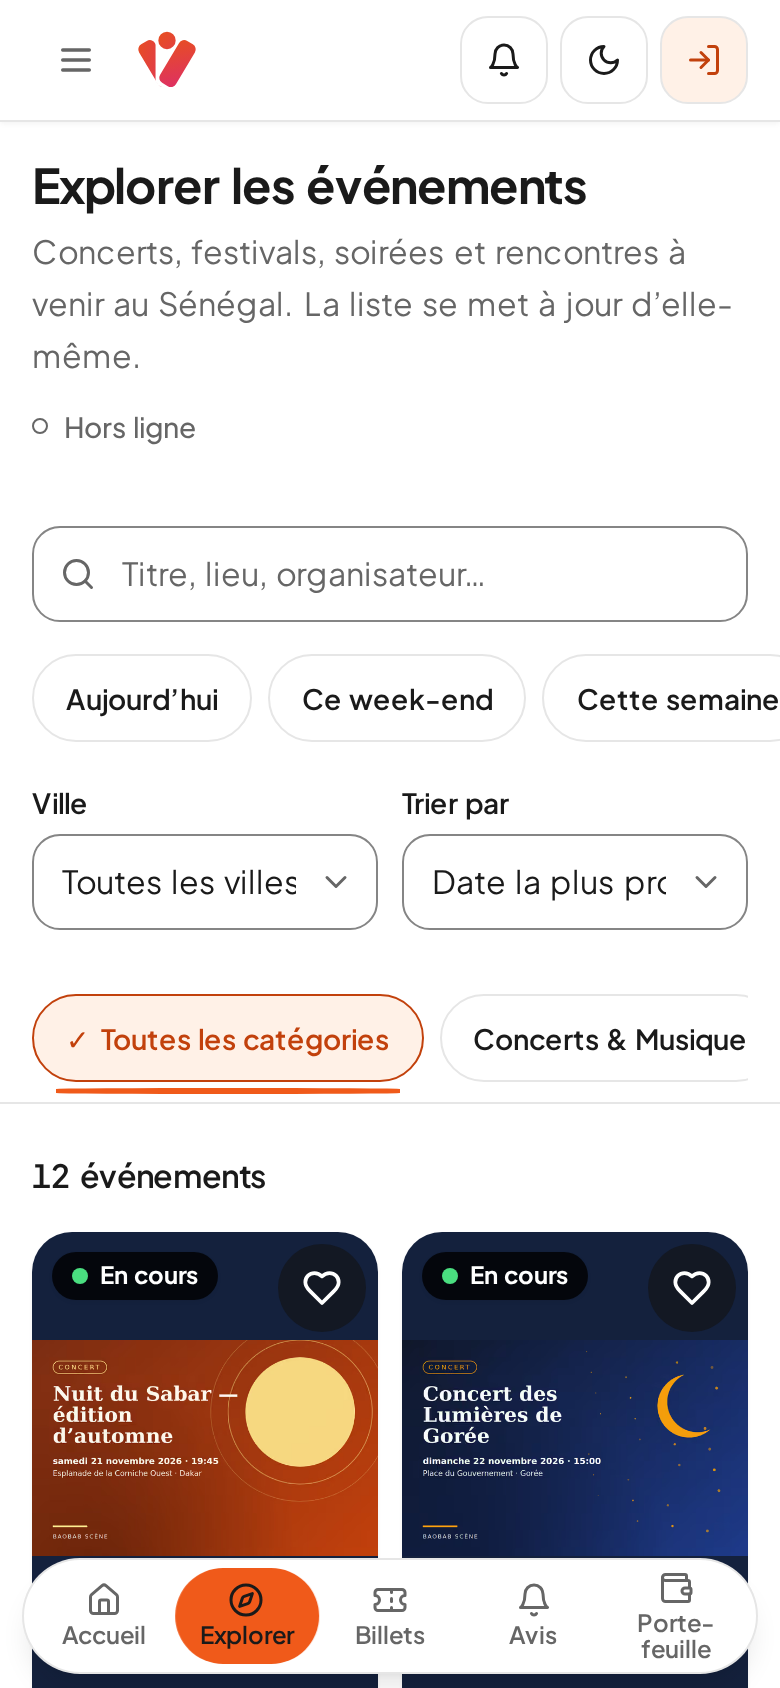 Explorer les événements
Concerts, festivals, soirées et rencontres à
venir au Sénégal. La liste se met à jour d’elle-
même.
Hors ligne
Titre, lieu, organisateur...
Aujourd’hui
Ce week-end
Cette semaine
Ville
Trier par
Toutes les villes
Date la plus pro
✓ Toutes les catégories
Concerts & Musique
12 événements
En cours
CONCERT
Nuit du Sabar —
édition
d’automne
samedi 21 novembre 2026 · 19:45
Esplanade de la Corniche Ouest · Dakar
BAOBAB SCÈNE
En cours
CONCERT
Concert des
Lumières de
Gorée
dimanche 22 novembre 2026 · 15:00
Place du Gouvernement · Gorée
BAOBAB SCÈNE
Accueil
Explorer
Billets
Avis
Porte-
feuille